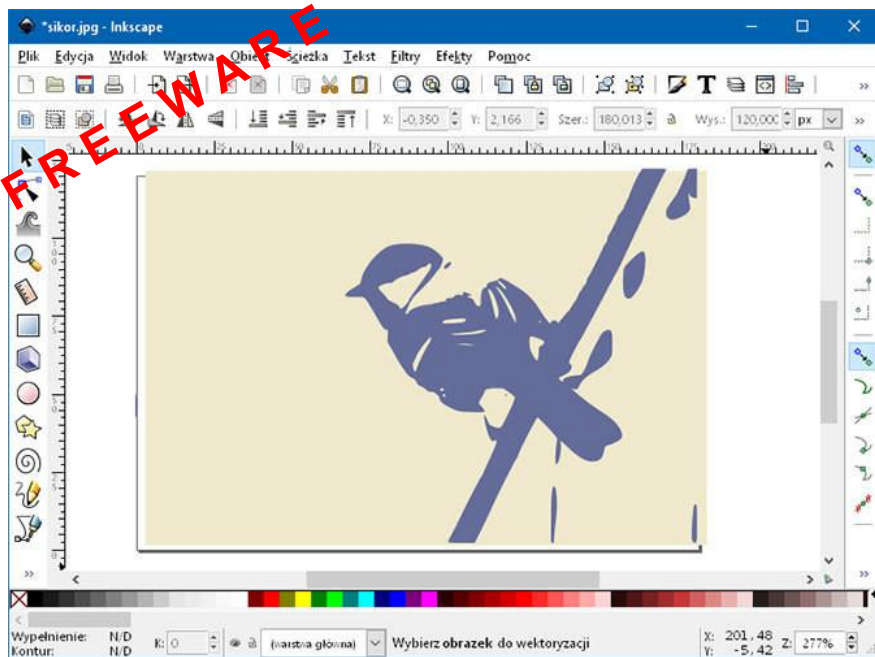 *sikor.jpg - Inkscape
FREEWARE
Plik Edycja Widok Warstwa Obiekt Ścieżka Tekst Filtry Efekty Pomoc
X: -0,350 Y: 2,166 Szer.: 180,013 Wys.: 120,000 px
Wypełnienie: N/D
Kontur: N/D
K: 0 (warstwa główna) Wybierz obrazek do wektoryzacji
X: 201,48
Y: -5,42
Z: 277%